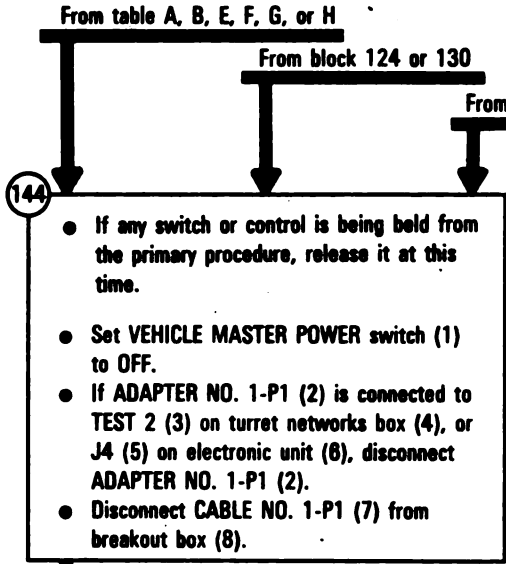 From table A, B, E, F, G, or H
From block 124 or 130
From
144
● If any switch or control is being beld from
the primary procedure, release it at this
time.
● Set VEHICLE MASTER POWER switch (1)
to OFF.
● If ADAPTER NO. 1-P1 (2) is connected to
TEST 2 (3) on turret networks box (4), or
J4 (5) on electronic unit (6), disconnect
ADAPTER NO. 1-P1 (2).
● Disconnect CABLE NO. 1-P1 (7) from
breakout box (8).